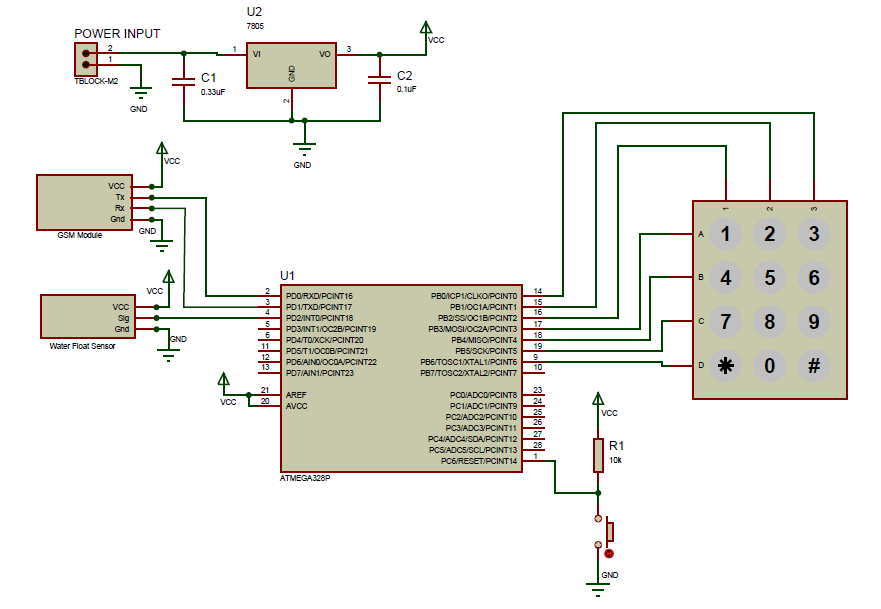 POWER INPUT
2
1
TBLOCK-M2
GND
C1
0.33uF
U2
7805
1
VI
VO
3
GND
2
GND
C2
0.1uF
VCC
VCC
VCC
Tx
Rx
Gnd
GND
GSM Module
VCC
VCC
Sig
Gnd
GND
Water Float Sensor
VCC
U1
2 PD0/RXD/PCINT16
3 PD1/TXD/PCINT17
4 PD2/INT0/PCINT18
5 PD3/INT1/OC2B/PCINT19
6 PD4/T0/XCK/PCINT20
11 PD5/T1/OC0B/PCINT21
12 PD6/AIN0/OC0A/PCINT22
13 PD7/AIN1/PCINT23
21 AREF
20 AVCC
PB0/ICP1/CLKO/PCINT0 14
PB1/OC1A/PCINT1 15
PB2/SS/OC1B/PCINT2 16
PB3/MOSI/OC2A/PCINT3 17
PB4/MISO/PCINT4 18
PB5/SCK/PCINT5 19
PB6/TOSC1/XTAL1/PCINT6 9
PB7/TOSC2/XTAL2/PCINT7 10
PC0/ADC0/PCINT8 23
PC1/ADC1/PCINT9 24
PC2/ADC2/PCINT10 25
PC3/ADC3/PCINT11 26
PC4/ADC4/SDA/PCINT12 27
PC5/ADC5/SCL/PCINT13 28
PC6/RESET/PCINT14 1
ATMEGA328P
1 2 3
A 1 2 3
B 4 5 6
C 7 8 9
D * 0 #
VCC
R1
10k
GND